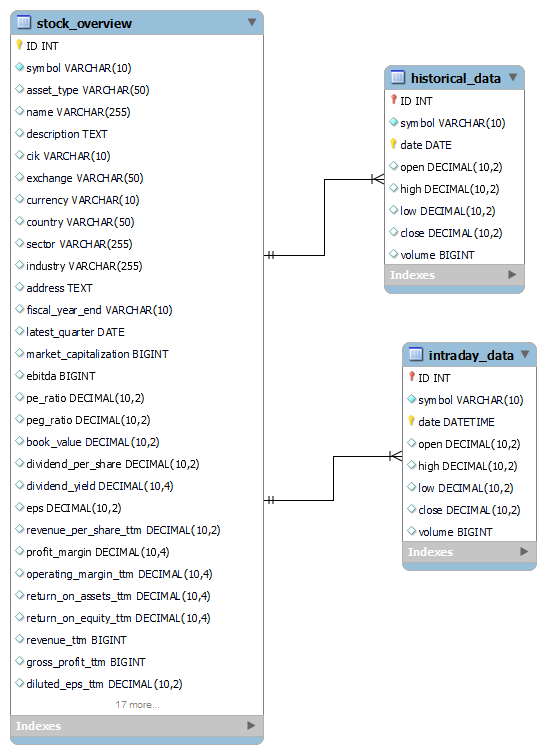 stock_overview
ID INT
symbol VARCHAR(10)
asset_type VARCHAR(50)
name VARCHAR(255)
description TEXT
cik VARCHAR(10)
exchange VARCHAR(50)
currency VARCHAR(10)
country VARCHAR(50)
sector VARCHAR(255)
industry VARCHAR(255)
address TEXT
fiscal_year_end VARCHAR(10)
latest_quarter DATE
market_capitalization BIGINT
ebitda BIGINT
pe_ratio DECIMAL(10,2)
peg_ratio DECIMAL(10,2)
book_value DECIMAL(10,2)
dividend_per_share DECIMAL(10,2)
dividend_yield DECIMAL(10,4)
eps DECIMAL(10,2)
revenue_per_share_ttm DECIMAL(10,2)
profit_margin DECIMAL(10,4)
operating_margin_ttm DECIMAL(10,4)
return_on_assets_ttm DECIMAL(10,4)
return_on_equity_ttm DECIMAL(10,4)
revenue_ttm BIGINT
gross_profit_ttm BIGINT
diluted_eps_ttm DECIMAL(10,2)
17 more...
Indexes
historical_data
ID INT
symbol VARCHAR(10)
date DATE
open DECIMAL(10,2)
high DECIMAL(10,2)
low DECIMAL(10,2)
close DECIMAL(10,2)
volume BIGINT
Indexes
intraday_data
ID INT
symbol VARCHAR(10)
date DATETIME
open DECIMAL(10,2)
high DECIMAL(10,2)
low DECIMAL(10,2)
close DECIMAL(10,2)
volume BIGINT
Indexes